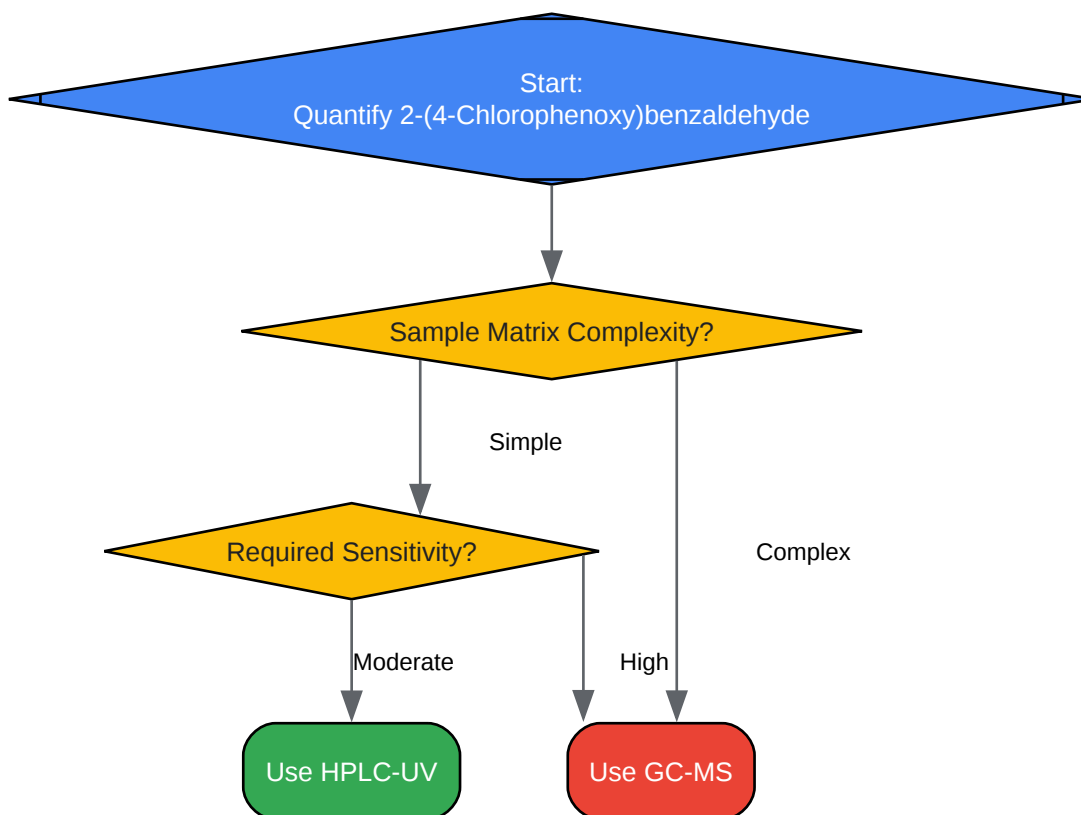 Start:
Quantify 2-(4-Chlorophenoxy)benzaldehyde
Sample Matrix Complexity?
Simple
Required Sensitivity?
Complex
Moderate
High
Use HPLC-UV
Use GC-MS